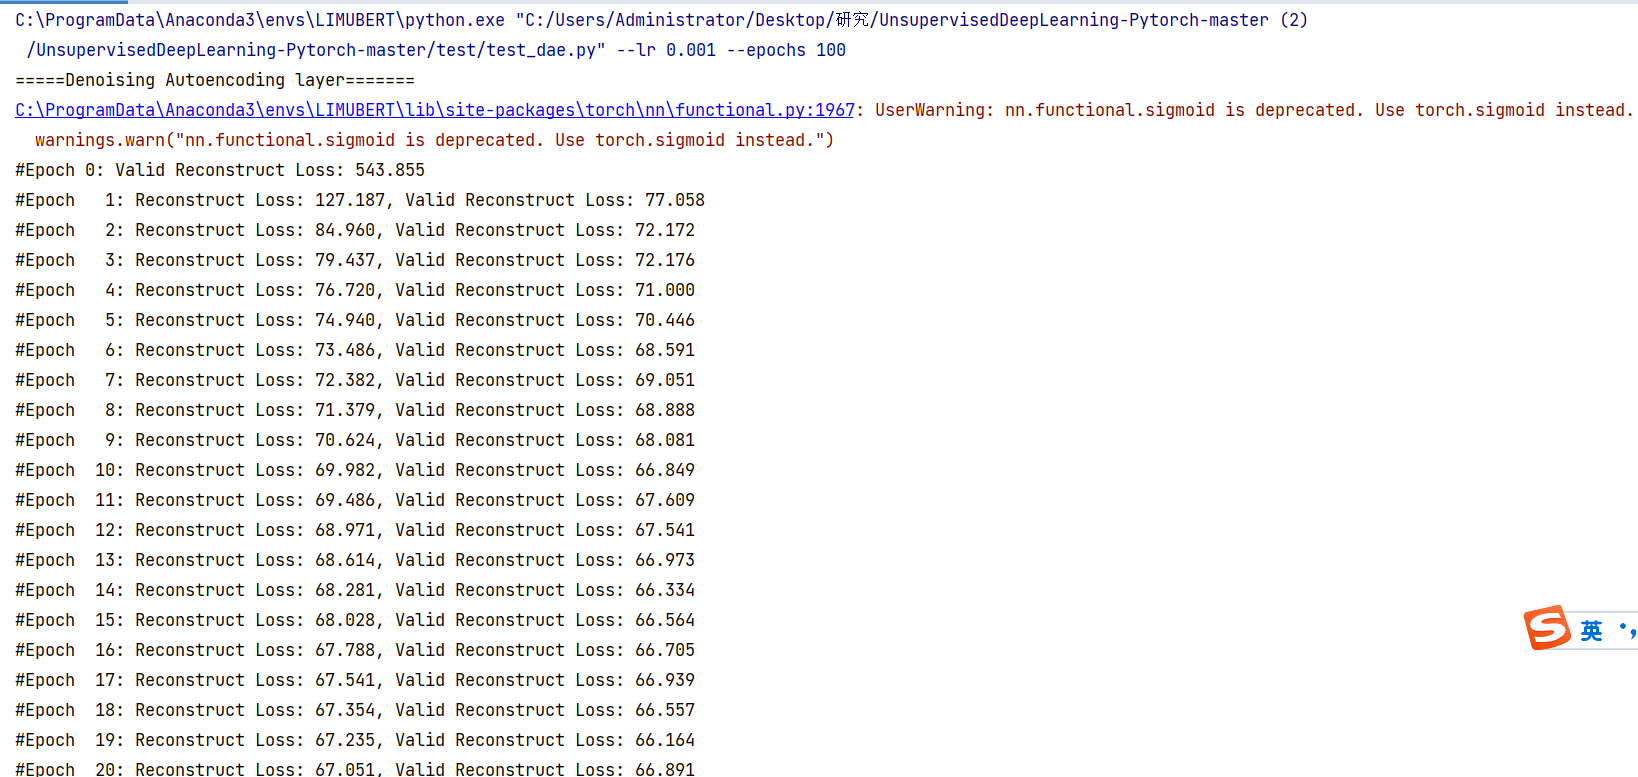 C:\ProgramData\Anaconda3\envs\LIMUBERT\python.exe "C:/Users/Administrator/Desktop/研究/UnsupervisedDeepLearning-Pytorch-master (2)
/UnsupervisedDeepLearning-Pytorch-master/test/test_dae.py" --lr 0.001 --epochs 100
=====Denoising Autoencoding layer=======
C:\ProgramData\Anaconda3\envs\LIMUBERT\lib\site-packages\torch\nn\functional.py:1967: UserWarning: nn.functional.sigmoid is deprecated. Use torch.sigmoid instead.
warnings.warn("nn.functional.sigmoid is deprecated. Use torch.sigmoid instead.")
#Epoch 0: Valid Reconstruct Loss: 543.855
#Epoch   1: Reconstruct Loss: 127.187, Valid Reconstruct Loss: 77.058
#Epoch   2: Reconstruct Loss: 84.960, Valid Reconstruct Loss: 72.172
#Epoch   3: Reconstruct Loss: 79.437, Valid Reconstruct Loss: 72.176
#Epoch   4: Reconstruct Loss: 76.720, Valid Reconstruct Loss: 71.000
#Epoch   5: Reconstruct Loss: 74.940, Valid Reconstruct Loss: 70.446
#Epoch   6: Reconstruct Loss: 73.486, Valid Reconstruct Loss: 68.591
#Epoch   7: Reconstruct Loss: 72.382, Valid Reconstruct Loss: 69.051
#Epoch   8: Reconstruct Loss: 71.379, Valid Reconstruct Loss: 68.888
#Epoch   9: Reconstruct Loss: 70.624, Valid Reconstruct Loss: 68.081
#Epoch  10: Reconstruct Loss: 69.982, Valid Reconstruct Loss: 66.849
#Epoch  11: Reconstruct Loss: 69.486, Valid Reconstruct Loss: 67.609
#Epoch  12: Reconstruct Loss: 68.971, Valid Reconstruct Loss: 67.541
#Epoch  13: Reconstruct Loss: 68.614, Valid Reconstruct Loss: 66.973
#Epoch  14: Reconstruct Loss: 68.281, Valid Reconstruct Loss: 66.334
#Epoch  15: Reconstruct Loss: 68.028, Valid Reconstruct Loss: 66.564
#Epoch  16: Reconstruct Loss: 67.788, Valid Reconstruct Loss: 66.705
#Epoch  17: Reconstruct Loss: 67.541, Valid Reconstruct Loss: 66.939
#Epoch  18: Reconstruct Loss: 67.354, Valid Reconstruct Loss: 66.557
#Epoch  19: Reconstruct Loss: 67.235, Valid Reconstruct Loss: 66.164
#Epoch  20: Reconstruct Loss: 67.051, Valid Reconstruct Loss: 66.891
S 英